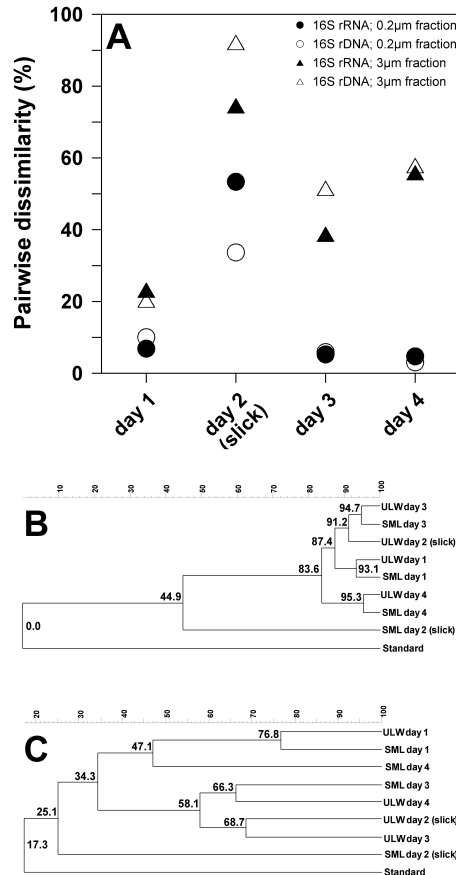 A
100
80
60
40
20
0
Pairwise dissimilarity (%)
16S rRNA; 0.2µm fraction
16S rDNA; 0.2µm fraction
16S rRNA; 3µm fraction
16S rDNA; 3µm fraction
day 1
day 2
(slick)
day 3
day 4
B
10 20 30 40 50 60 70 80 90 100
94.7
91.2
87.4
93.1
83.6
95.3
44.9
0.0
ULW day 3
SML day 3
ULW day 2 (slick)
ULW day 1
SML day 1
ULW day 4
SML day 4
SML day 2 (slick)
Standard
C
20 30 40 50 60 70 80 90 100
76.8
47.1
34.3
66.3
58.1
68.7
25.1
17.3
ULW day 1
SML day 1
SML day 4
SML day 3
ULW day 4
ULW day 2 (slick)
ULW day 3
SML day 2 (slick)
Standard